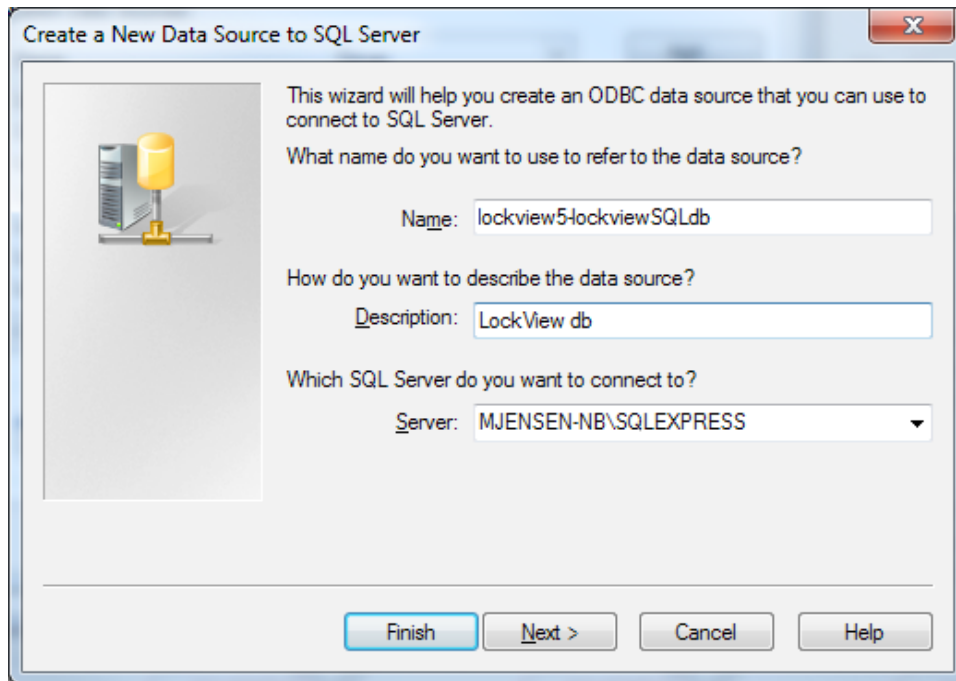 Create a New Data Source to SQL Server
This wizard will help you create an ODBC data source that you can use to
connect to SQL Server.
What name do you want to use to refer to the data source?
Name: lockview5-lockviewSQLdb
How do you want to describe the data source?
Description: LockView db
Which SQL Server do you want to connect to?
Server: MJENSEN-NB\SQLEXPRESS
Finish Next > Cancel Help